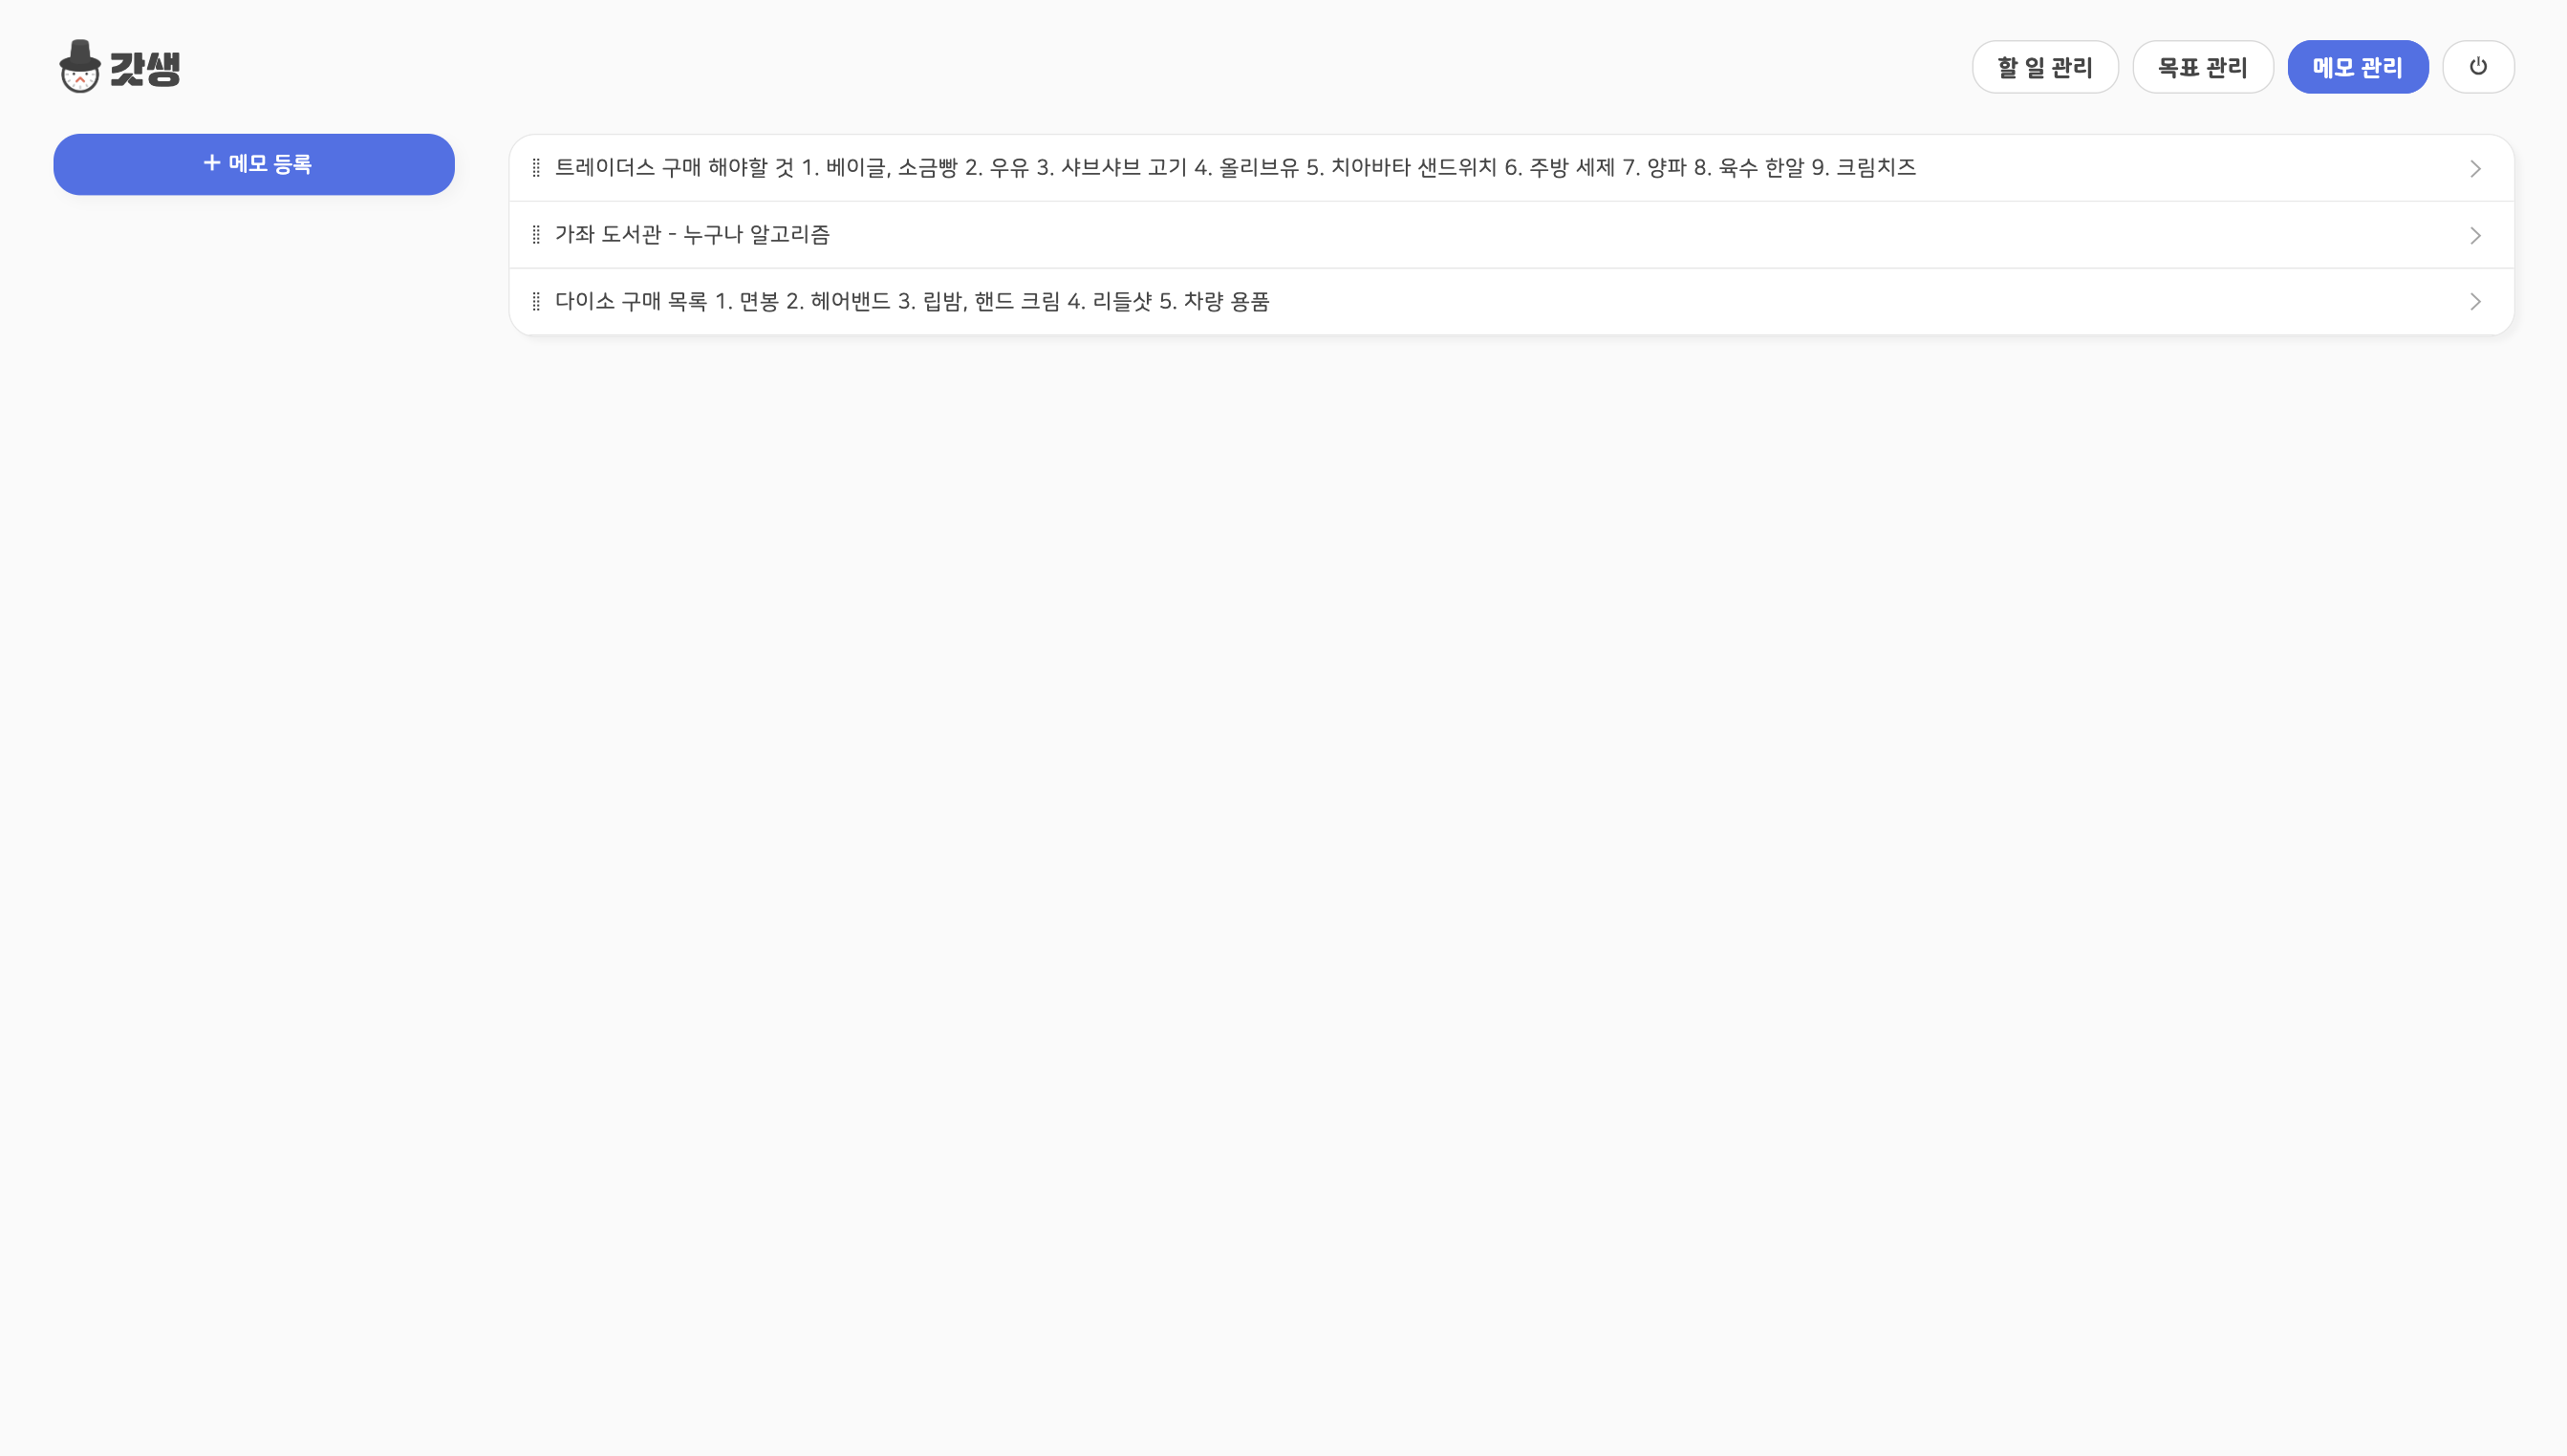 갓생
할 일 관리
목표 관리
메모 관리
+ 메모 등록
트레이더스 구매 해야할 것 1. 베이글, 소금빵 2. 우유 3. 샤브샤브 고기 4. 올리브유 5. 치아바타 샌드위치 6. 주방 세제 7. 양파 8. 육수 한알 9. 크림치즈
가좌 도서관 - 누구나 알고리즘
다이소 구매 목록 1. 면봉 2. 헤어밴드 3. 립밤, 핸드 크림 4. 리들샷 5. 차량 용품